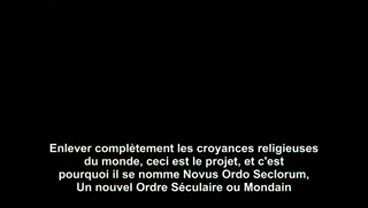 Enlever complètement les croyances religieuses
du monde, ceci est le projet, et c'est
pourquoi il se nomme Novus Ordo Seclorum,
Un nouvel Ordre Séculaire ou Mondain